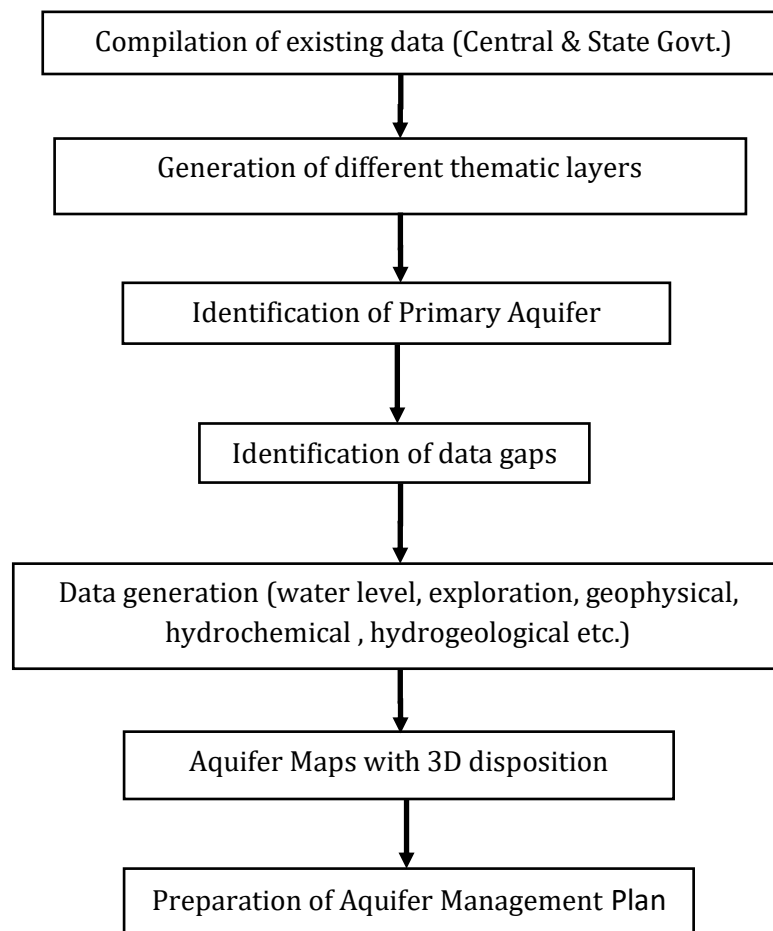 Compilation of existing data (Central & State Govt.)
Generation of different thematic layers
Identification of Primary Aquifer
Identification of data gaps
Data generation (water level, exploration, geophysical,
hydrochemical , hydrogeological etc.)
Aquifer Maps with 3D disposition
Preparation of Aquifer Management Plan